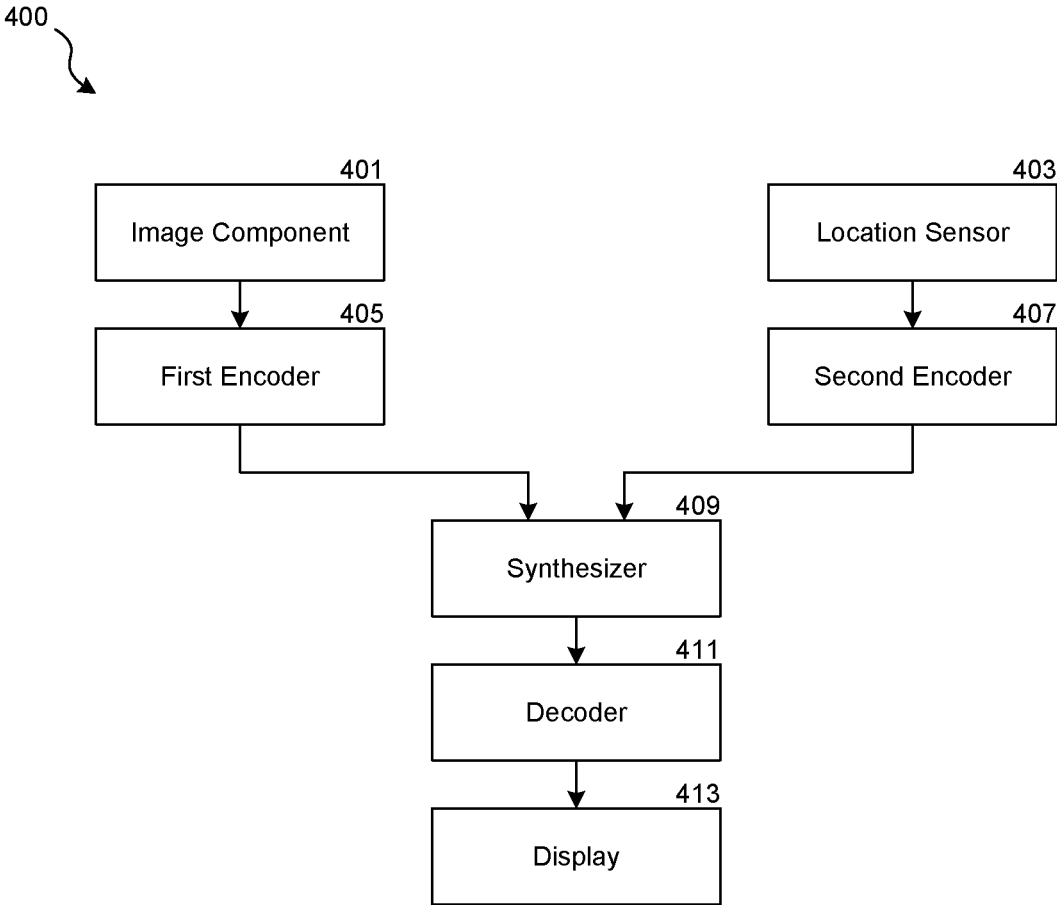 400
401
Image Component
403
Location Sensor
405
First Encoder
407
Second Encoder
409
Synthesizer
411
Decoder
413
Display